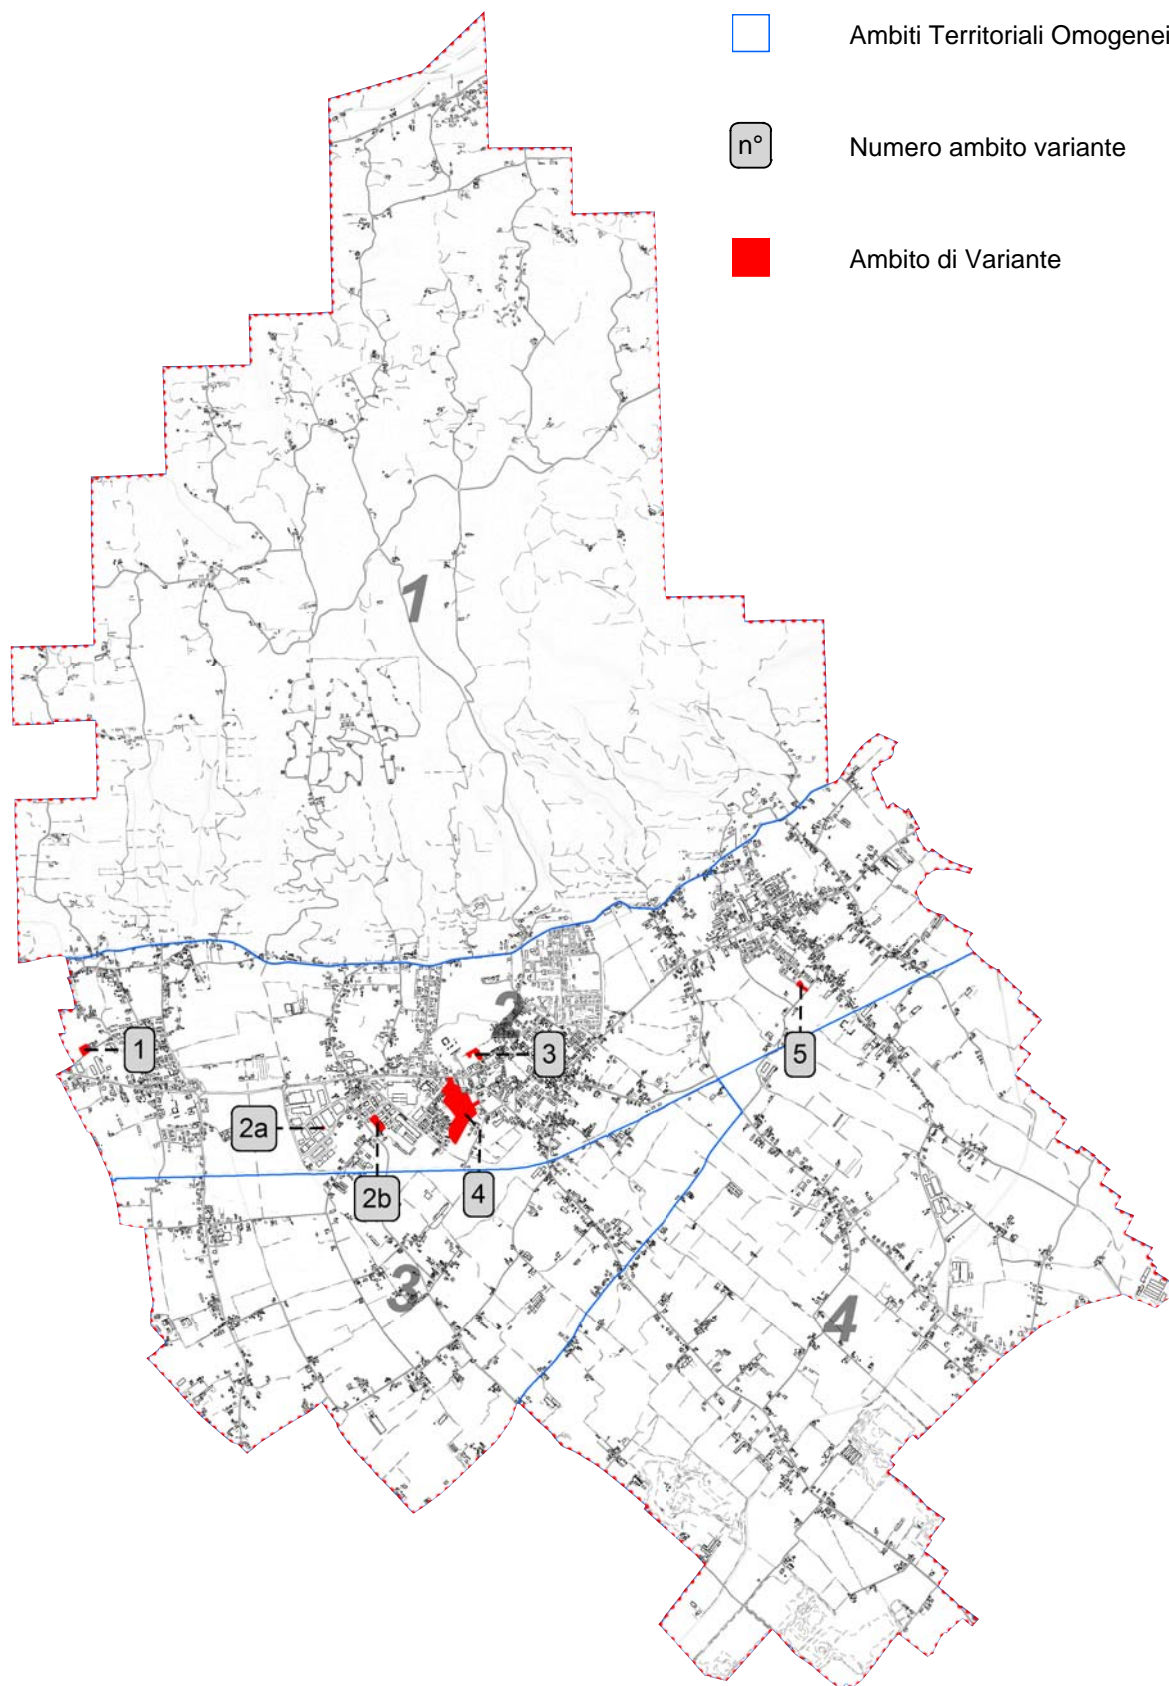 Ambiti Territoriali Omogenei
n° Numero ambito variante
Ambito di Variante
1
2
1
3
5
2a
2b
4
3
4